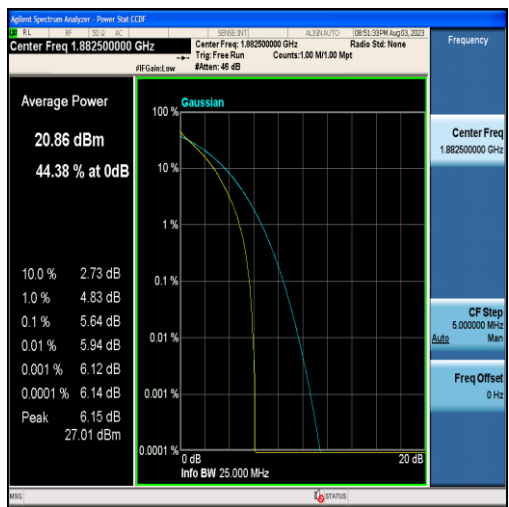 Agilent Spectrum Analyzer - Power Stat CCDF
RL RF 50 Ω AC SENSE:INT ALIGN AUTO 08:51:33PM Aug 03, 2023
Center Freq 1.882500000 GHz
Center Freq: 1.882500000 GHz Radio Std: None
Trig: Free Run Counts:1.00 M/1.00 Mpt
#IFGain:Low #Atten: 46 dB
Frequency
Average Power
20.86 dBm
44.38 % at 0dB
10.0 % 2.73 dB
1.0 % 4.83 dB
0.1 % 5.64 dB
0.01 % 5.94 dB
0.001 % 6.12 dB
0.0001 % 6.14 dB
Peak 6.15 dB
27.01 dBm
Gaussian
100 %
10 %
1 %
0.1 %
0.01 %
0.001 %
0.0001 %
0 dB 20 dB
Info BW 25.000 MHz
Center Freq
1.882500000 GHz
CF Step
5.000000 MHz
Auto Man
Freq Offset
0 Hz
MSG STATUS